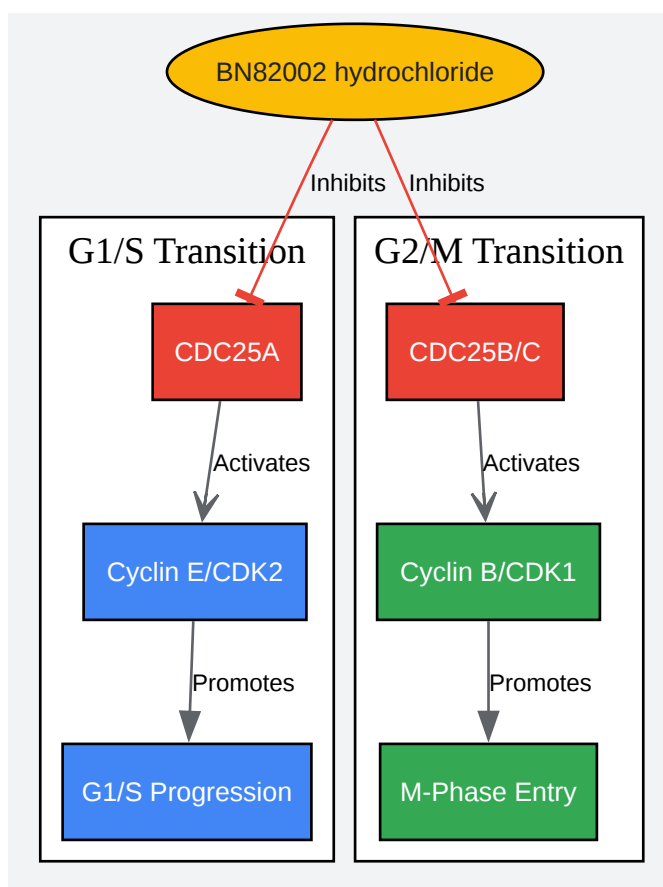 BN82002 hydrochloride
Inhibits
Inhibits
G1/S Transition
CDC25A
Activates
Cyclin E/CDK2
Promotes
G1/S Progression
G2/M Transition
CDC25B/C
Activates
Cyclin B/CDK1
Promotes
M-Phase Entry